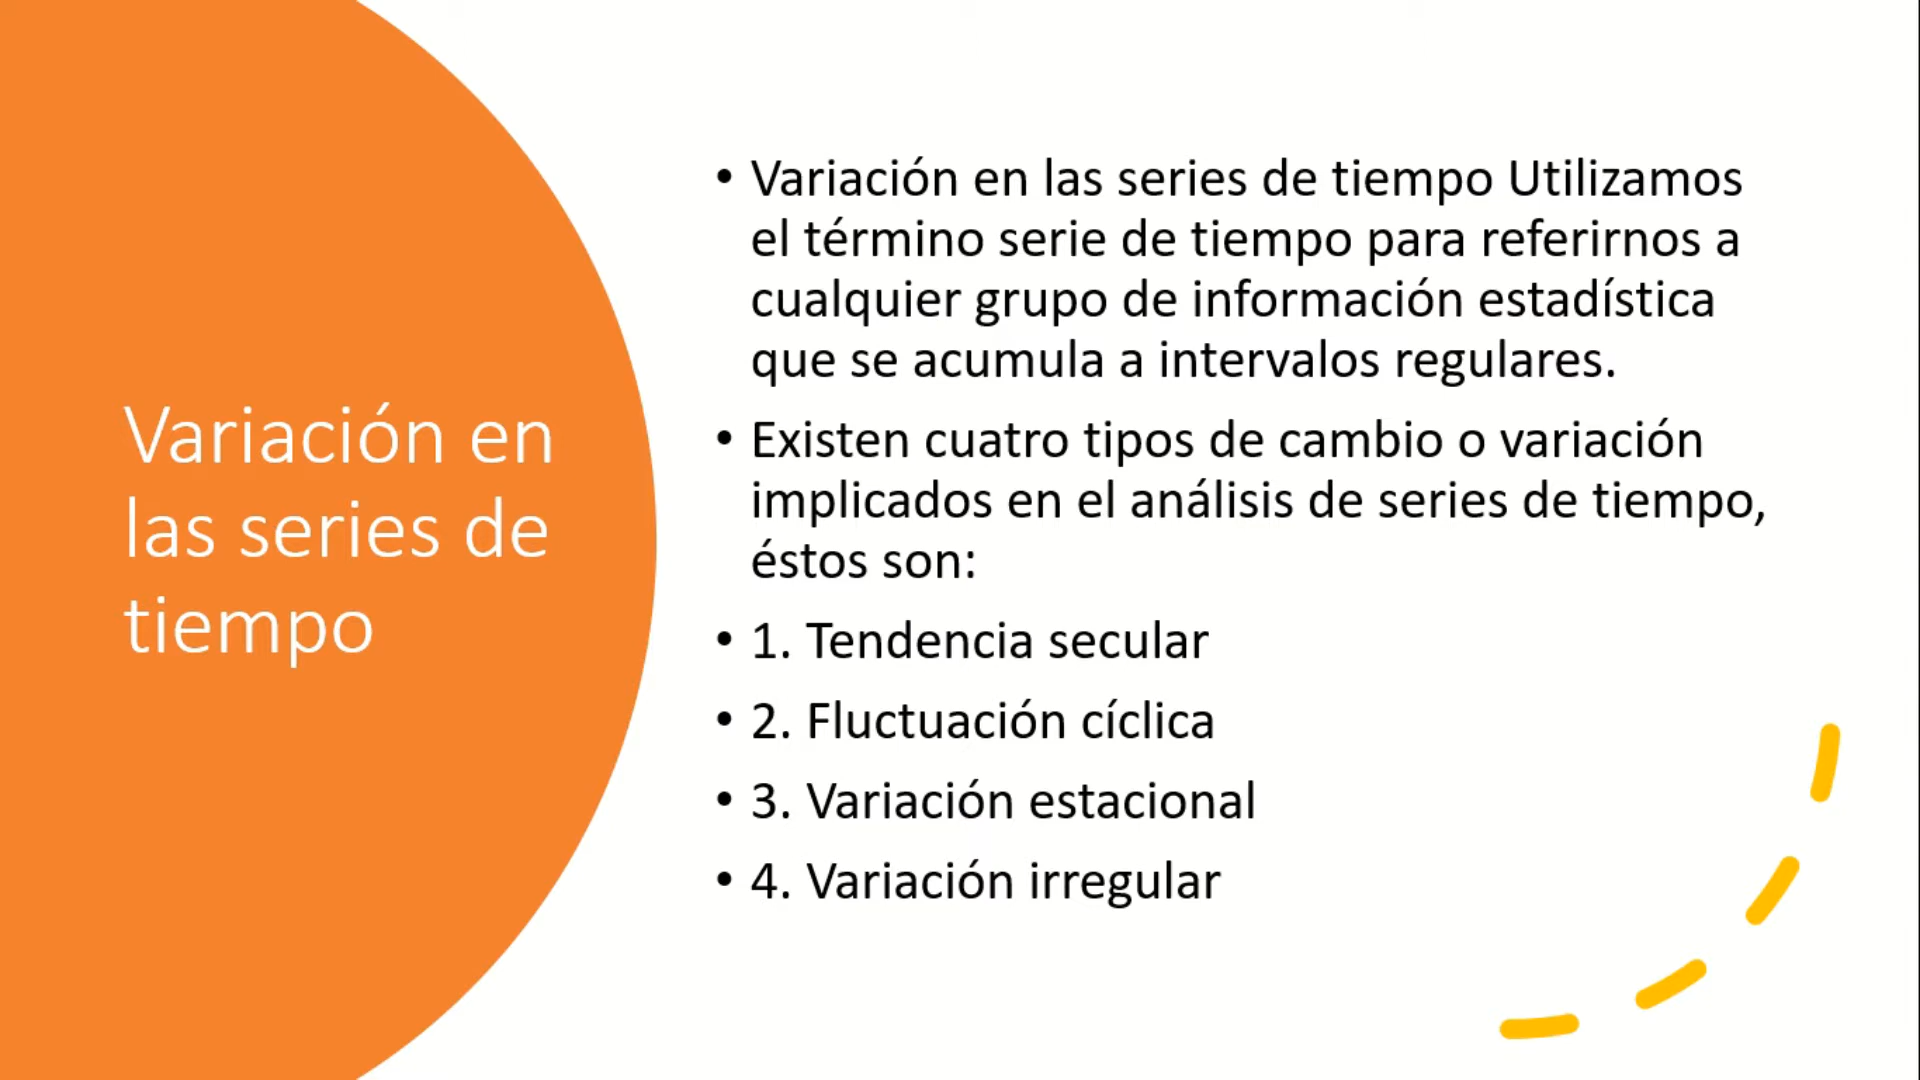 Variación en
las series de
tiempo
• Variación en las series de tiempo Utilizamos
el término serie de tiempo para referirnos a
cualquier grupo de información estadística
que se acumula a intervalos regulares.
• Existen cuatro tipos de cambio o variación
implicados en el análisis de series de tiempo,
éstos son:
• 1. Tendencia secular
• 2. Fluctuación cíclica
• 3. Variación estacional
• 4. Variación irregular